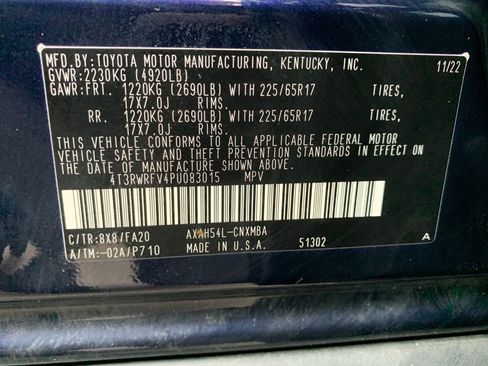 MFD.BY:TOYOTA MOTOR MANUFACTURING, KENTUCKY, INC. 11/22
GVWR:2230KG (4920LB)
GAWR:FRT. 1220KG (2690LB) WITH 225/65R17 TIRES,
17X7.0J RIMS.
RR. 1220KG (2690LB) WITH 225/65R17 TIRES,
17X7.0J RIMS.
THIS VEHICLE CONFORMS TO ALL APPLICABLE FEDERAL MOTOR
VEHICLE SAFETY AND THEFT PREVENTION STANDARDS IN EFFECT
ON THE DATE OF MANUFACTURE SHOWN ABOVE.
4T3RWRFV4PU083015 MPV
C/TR:8X8/FA20 AXAH54L-CNXMBA
A/TM:-02A/P710 MADE IN U.S.A. 51302 A